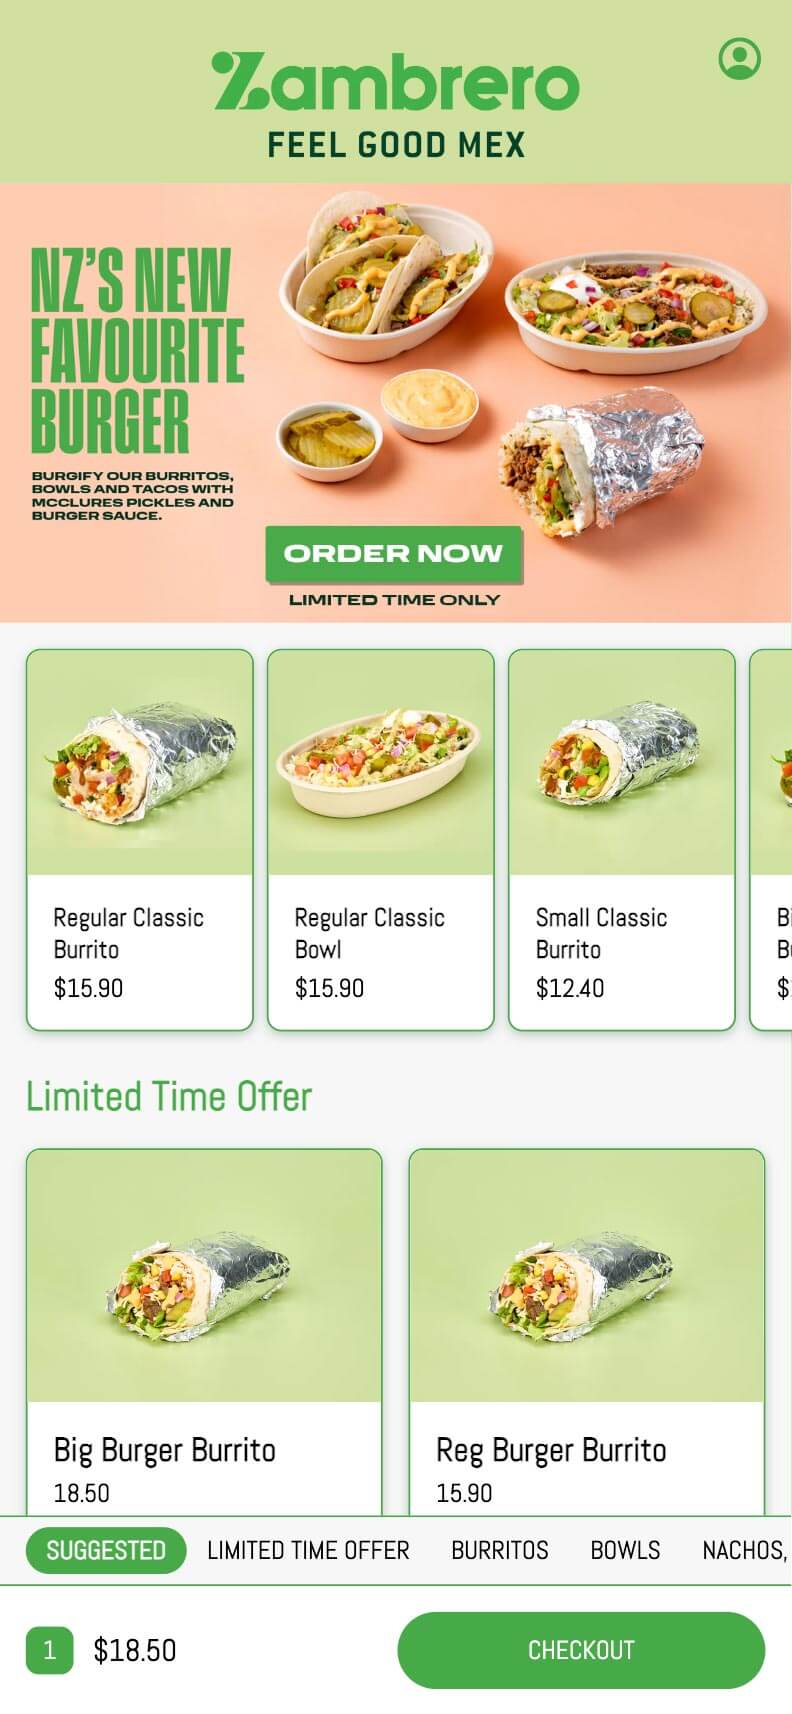 Zambrero
FEEL GOOD MEX
NZ'S NEW
FAVOURITE
BURGER
BURGIFY OUR BURRITOS,
BOWLS AND TACOS WITH
MCCLURES PICKLES AND
BURGER SAUCE.
ORDER NOW
LIMITED TIME ONLY
Regular Classic
Burrito
$15.90
Regular Classic
Bowl
$15.90
Small Classic
Burrito
$12.40
Limited Time Offer
Big Burger Burrito
18.50
Reg Burger Burrito
15.90
SUGGESTED LIMITED TIME OFFER BURRITOS BOWLS NACHOS,
1 $18.50 CHECKOUT